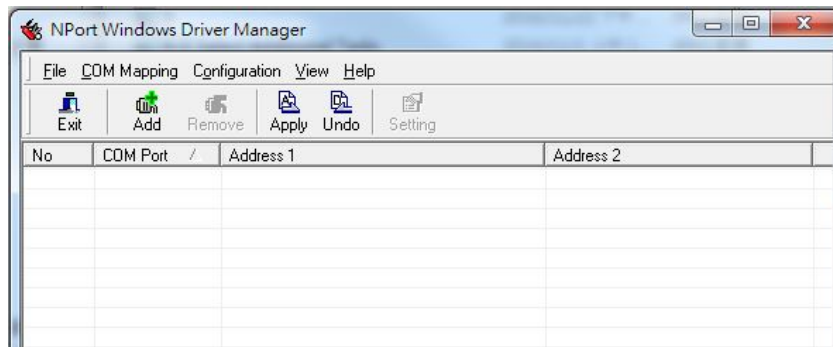 NPort Windows Driver Manager
File COM Mapping Configuration View Help
Exit Add Remove Apply Undo Setting
No COM Port Address 1 Address 2